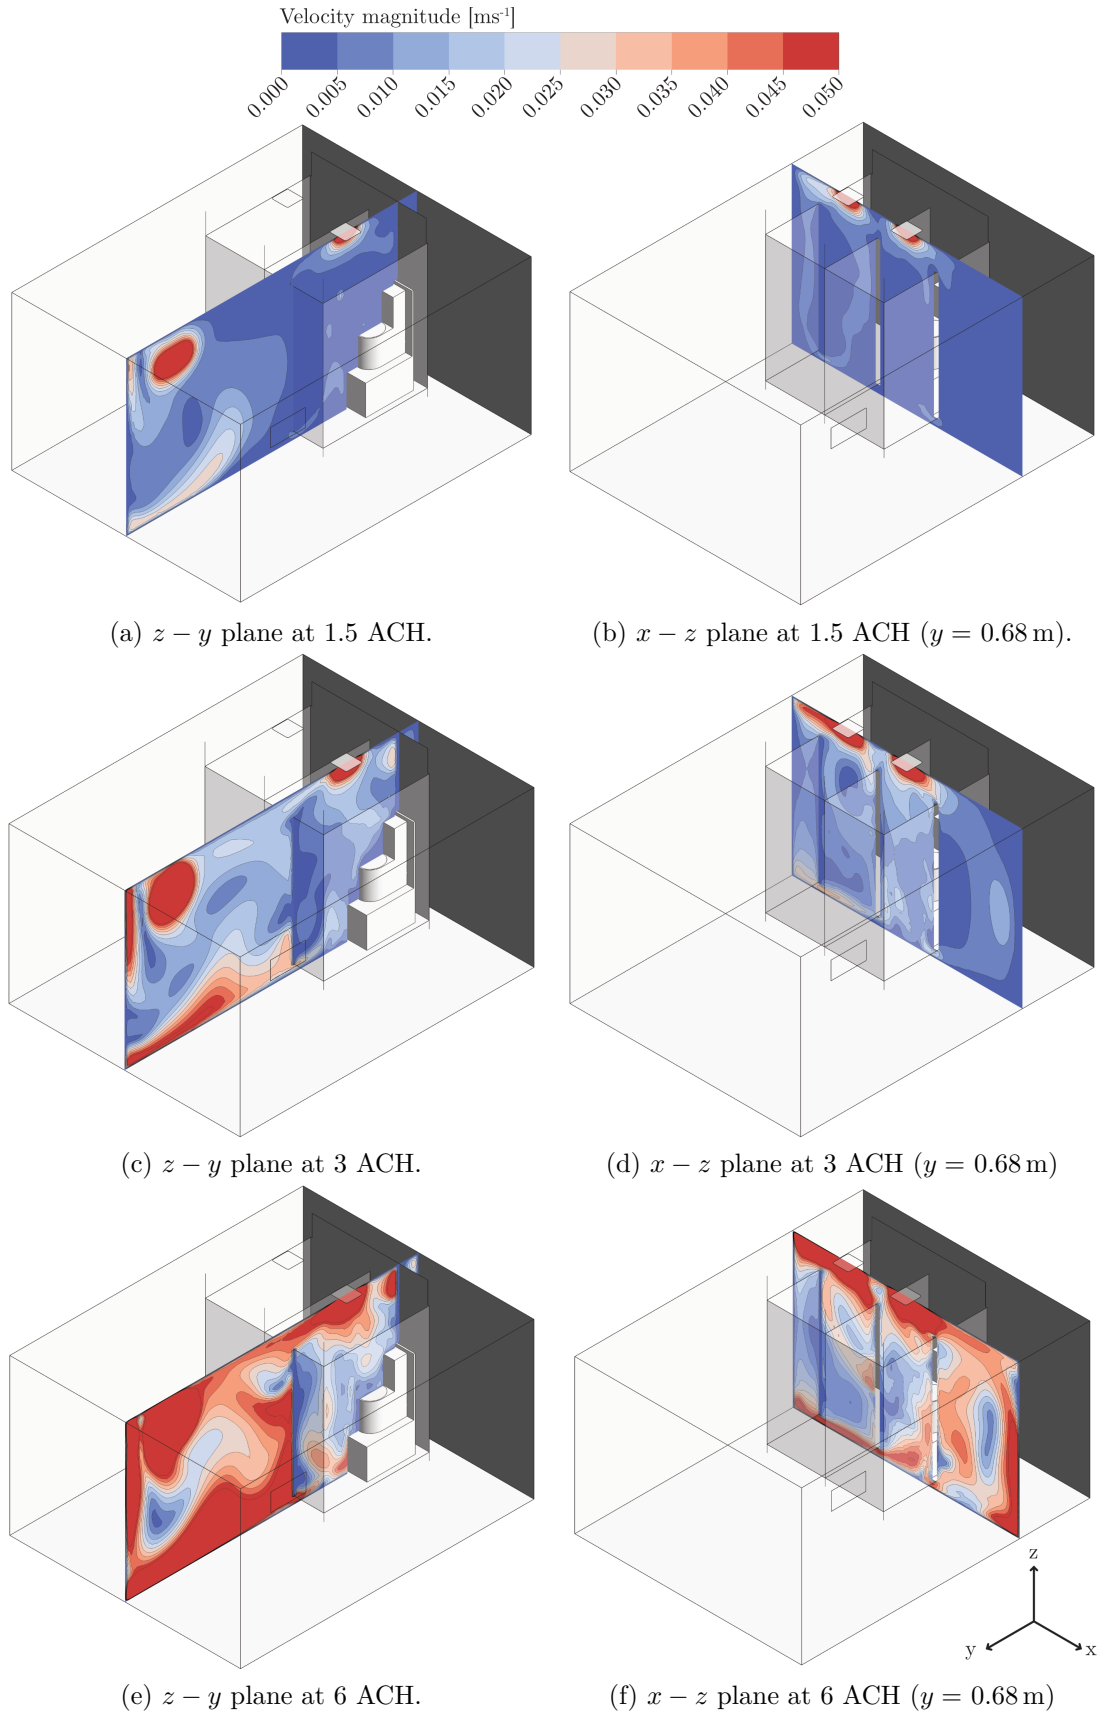 Velocity magnitude [ms⁻¹]
0.000 0.005 0.010 0.015 0.020 0.025 0.030 0.035 0.040 0.045 0.050
(a) z − y plane at 1.5 ACH.
(b) x − z plane at 1.5 ACH (y = 0.68 m).
(c) z − y plane at 3 ACH.
(d) x − z plane at 3 ACH (y = 0.68 m)
z
y
x
(e) z − y plane at 6 ACH.
(f) x − z plane at 6 ACH (y = 0.68 m)